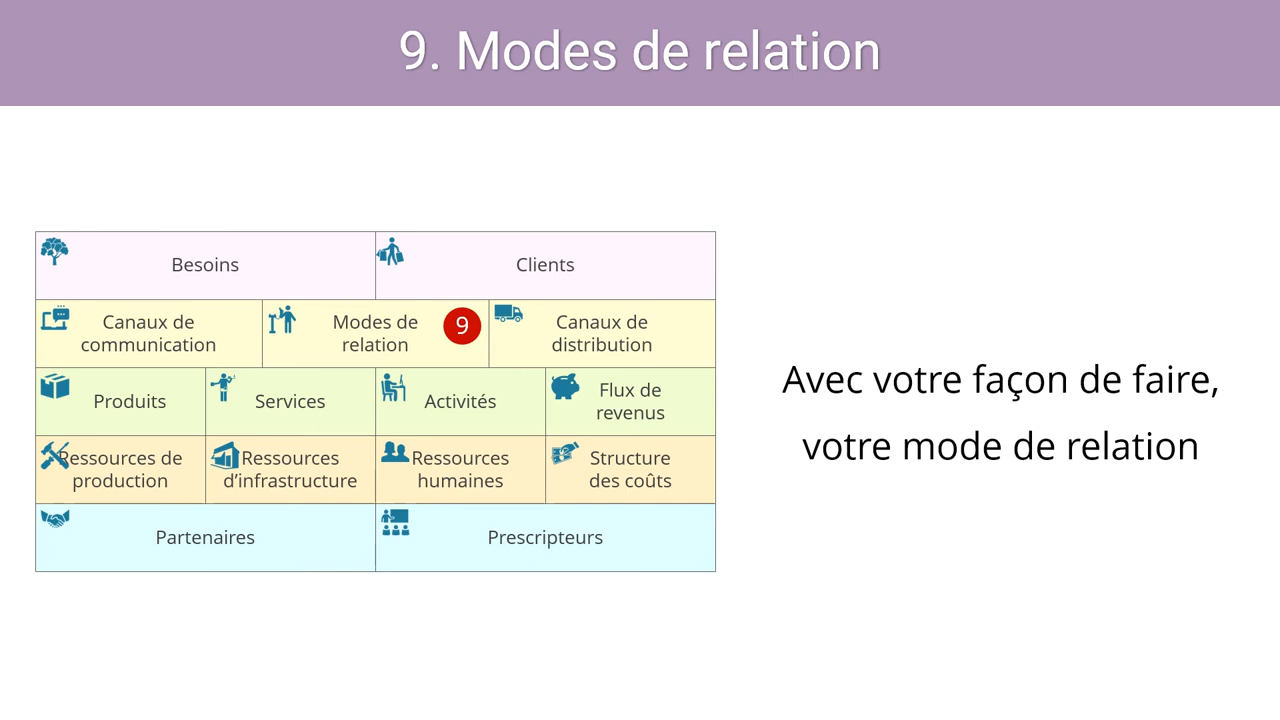 9. Modes de relation
Besoins
Clients
Canaux de
communication
Modes de
relation
9
Canaux de
distribution
Produits
Services
Activités
Flux de
revenus
Ressources de
production
Ressources
d’infrastructure
Ressources
humaines
Structure
des coûts
Partenaires
Prescripteurs
Avec votre façon de faire,
votre mode de relation